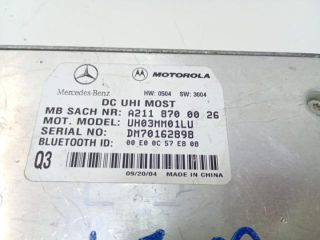 MOTOROLA
Mercedes-Benz HW: 0504 SW: 3604
DC UHI MOST
MB SACH NR: A211 870 00 26
MOT. MODEL: UH03MM01LU
SERIAL NO: DM70162898
BLUETOOTH ID: 00 E0 0C 57 E8 08
Q3
09/20/04 MADE IN CHINA